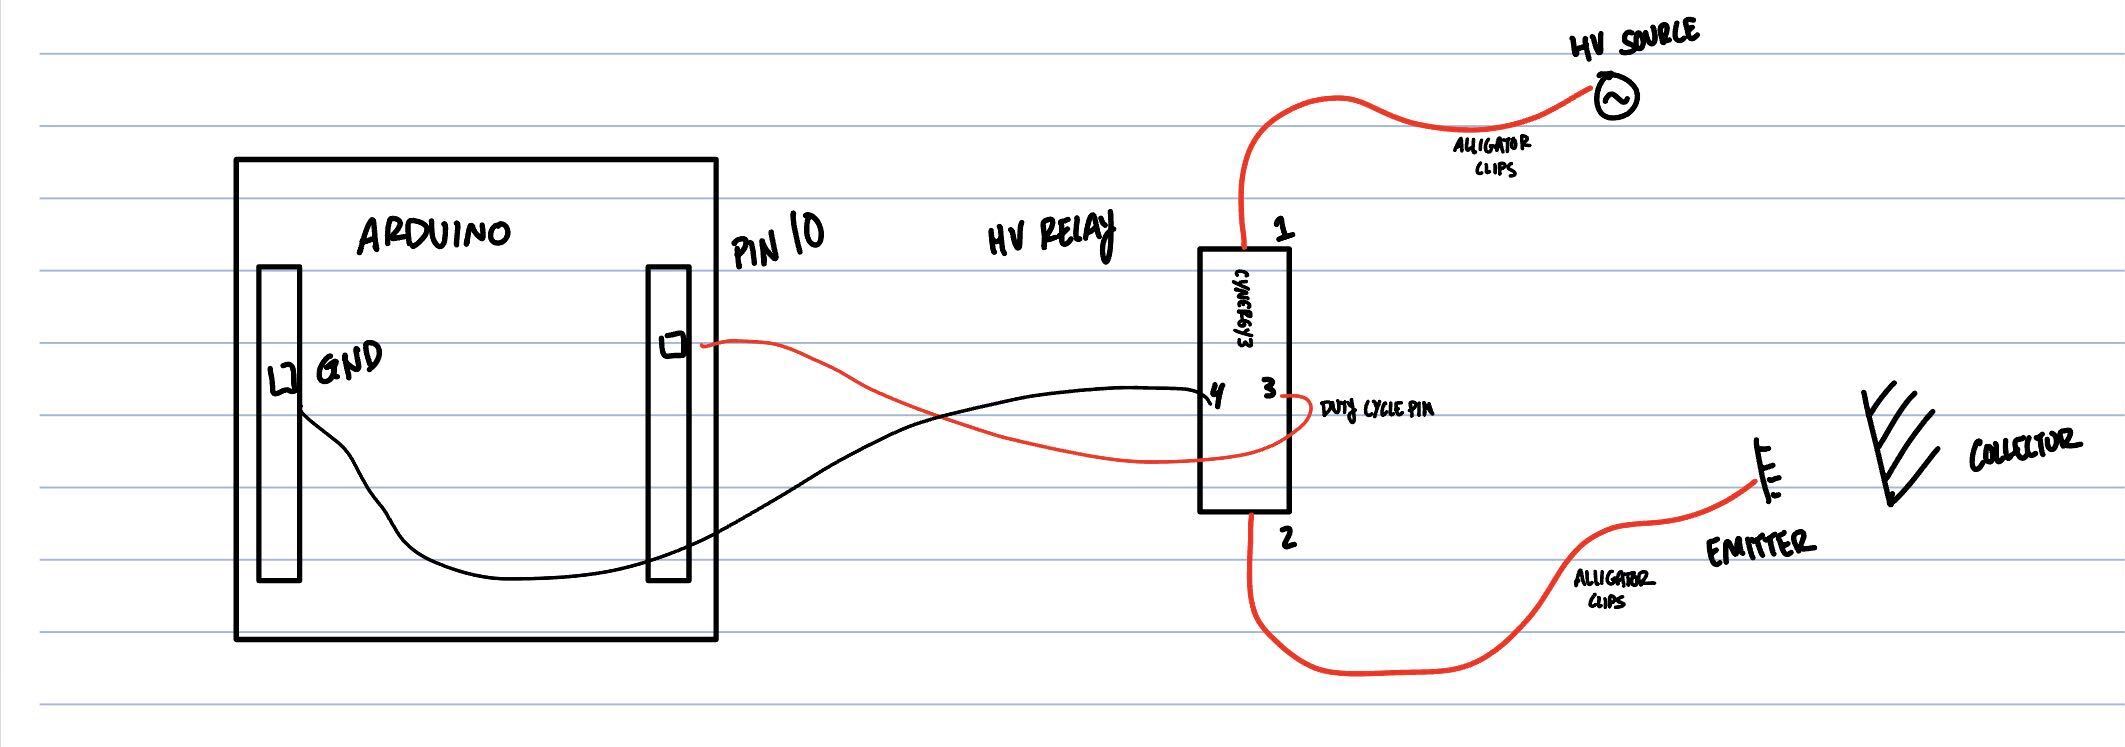 HV SOURCE
ALLIGATOR
CLIPS
ARDUINO
PIN 10
HV RELAY
1
CYNERGY3
GND
4
3
DUTY CYCLE PIN
COLLECTOR
2
EMITTER
ALLIGATOR
CLIPS